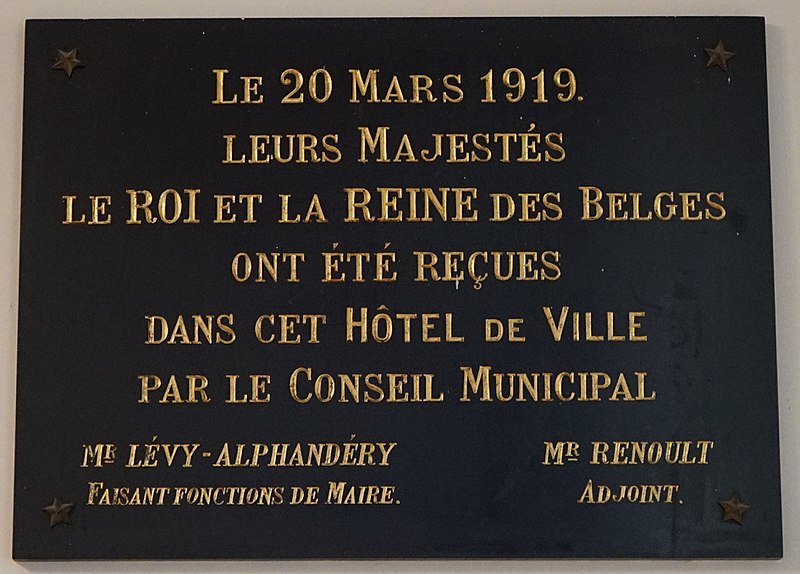 LE 20 MARS 1919.
LEURS MAJESTÉS
LE ROI ET LA REINE DES BELGES
ONT ÉTÉ REÇUES
DANS CET HÔTEL DE VILLE
PAR LE CONSEIL MUNICIPAL
MR LÉVY-ALPHANDÉRY
FAISANT FONCTIONS DE MAIRE.
MR RENOULT
ADJOINT.